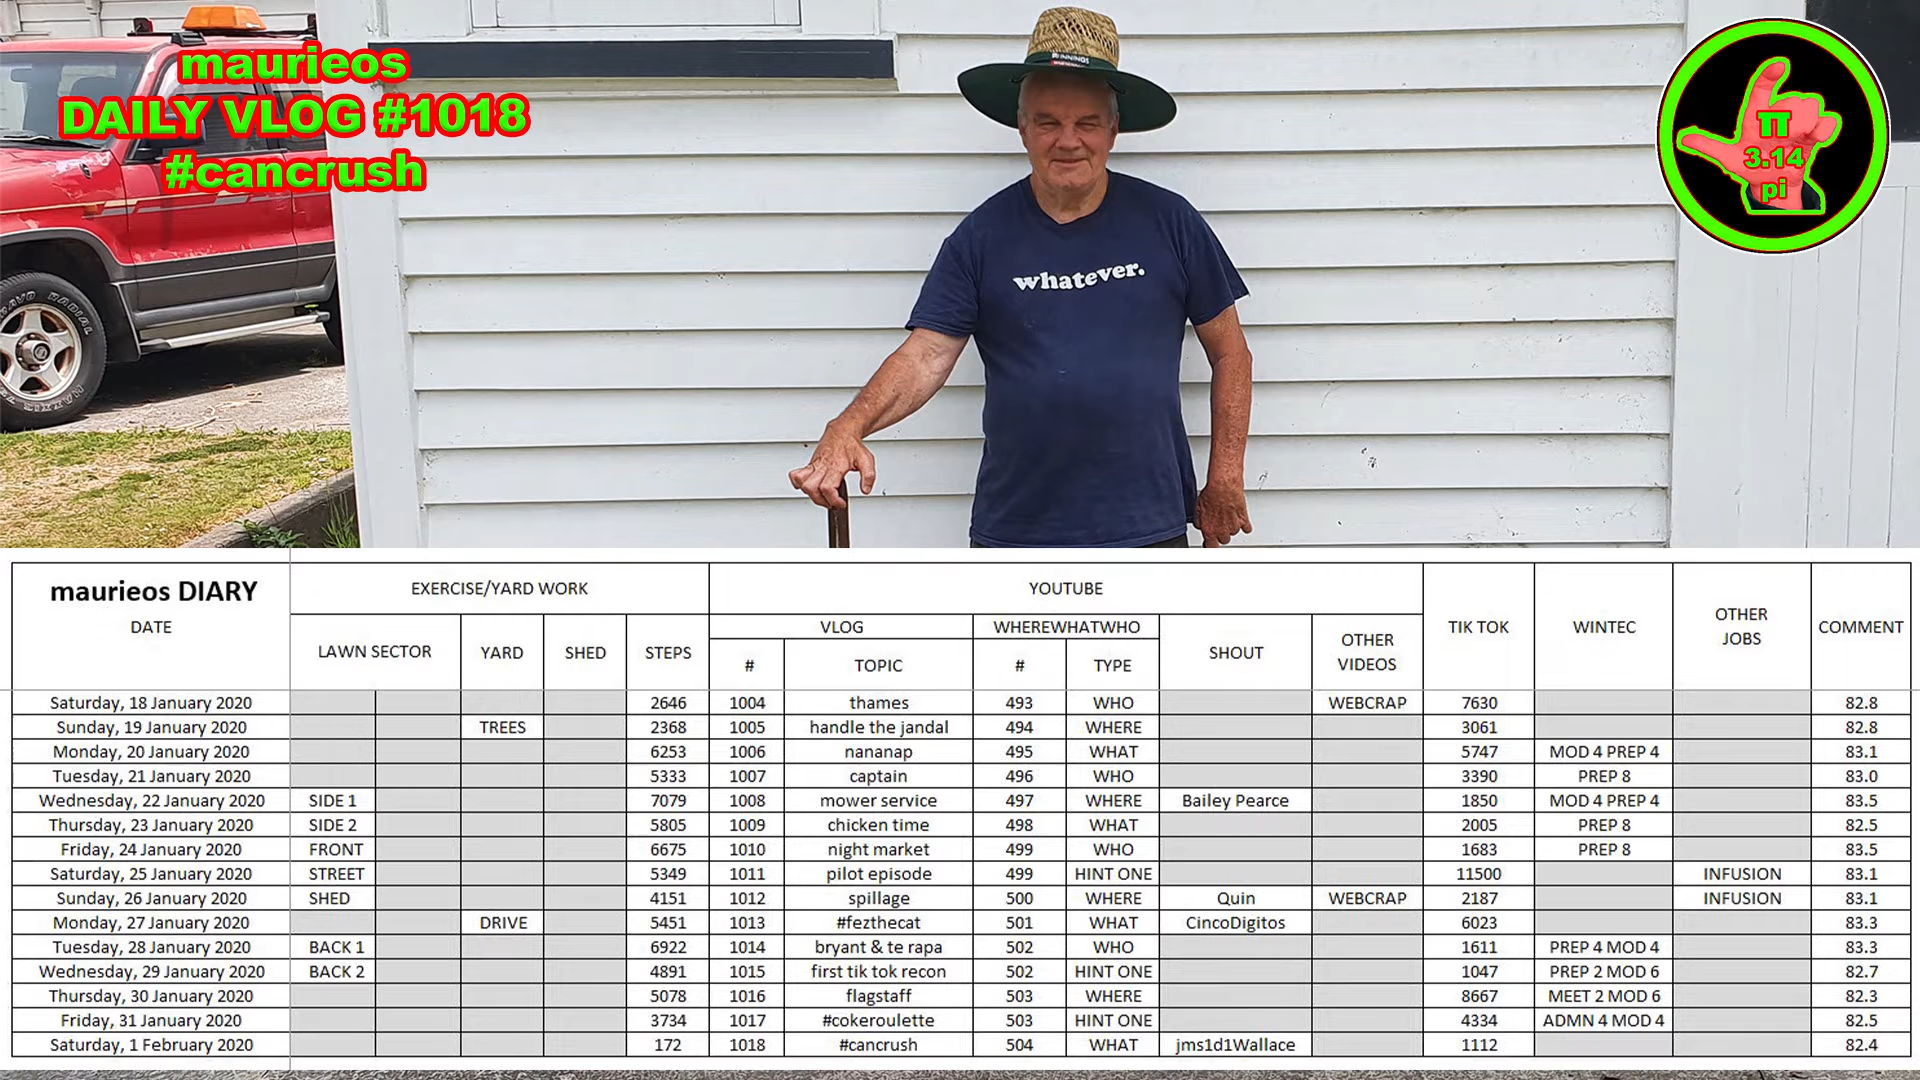 maurieos
DAILY VLOG #1018
#cancrush
BUNNINGS
whatever.
π
3.14
pi
maurieos DIARY EXERCISE/YARD WORK YOUTUBE
DATE LAWN SECTOR YARD SHED STEPS VLOG WHEREWHATWHO SHOUT OTHER VIDEOS TIK TOK WINTEC OTHER JOBS COMMENT
# TOPIC # TYPE
Saturday, 18 January 2020 2646 1004 thames 493 WHO WEBCRAP 7630 82.8
Sunday, 19 January 2020 TREES 2368 1005 handle the jandal 494 WHERE 3061 82.8
Monday, 20 January 2020 6253 1006 nananap 495 WHAT 5747 MOD 4 PREP 4 83.1
Tuesday, 21 January 2020 5333 1007 captain 496 WHO 3390 PREP 8 83.0
Wednesday, 22 January 2020 SIDE 1 7079 1008 mower service 497 WHERE Bailey Pearce 1850 MOD 4 PREP 4 83.5
Thursday, 23 January 2020 SIDE 2 5805 1009 chicken time 498 WHAT 2005 PREP 8 82.5
Friday, 24 January 2020 FRONT 6675 1010 night market 499 WHO 1683 PREP 8 83.5
Saturday, 25 January 2020 STREET 5349 1011 pilot episode 499 HINT ONE 11500 INFUSION 83.1
Sunday, 26 January 2020 SHED 4151 1012 spillage 500 WHERE Quin WEBCRAP 2187 INFUSION 83.1
Monday, 27 January 2020 DRIVE 5451 1013 #fezthecat 501 WHAT CincoDigitos 6023 83.3
Tuesday, 28 January 2020 BACK 1 6922 1014 bryant & te rapa 502 WHO 1611 PREP 4 MOD 4 83.3
Wednesday, 29 January 2020 BACK 2 4891 1015 first tik tok recon 502 HINT ONE 1047 PREP 2 MOD 6 82.7
Thursday, 30 January 2020 5078 1016 flagstaff 503 WHERE 8667 MEET 2 MOD 6 82.3
Friday, 31 January 2020 3734 1017 #cokeroulette 503 HINT ONE 4334 ADMN 4 MOD 4 82.5
Saturday, 1 February 2020 172 1018 #cancrush 504 WHAT jms1d1Wallace 1112 82.4